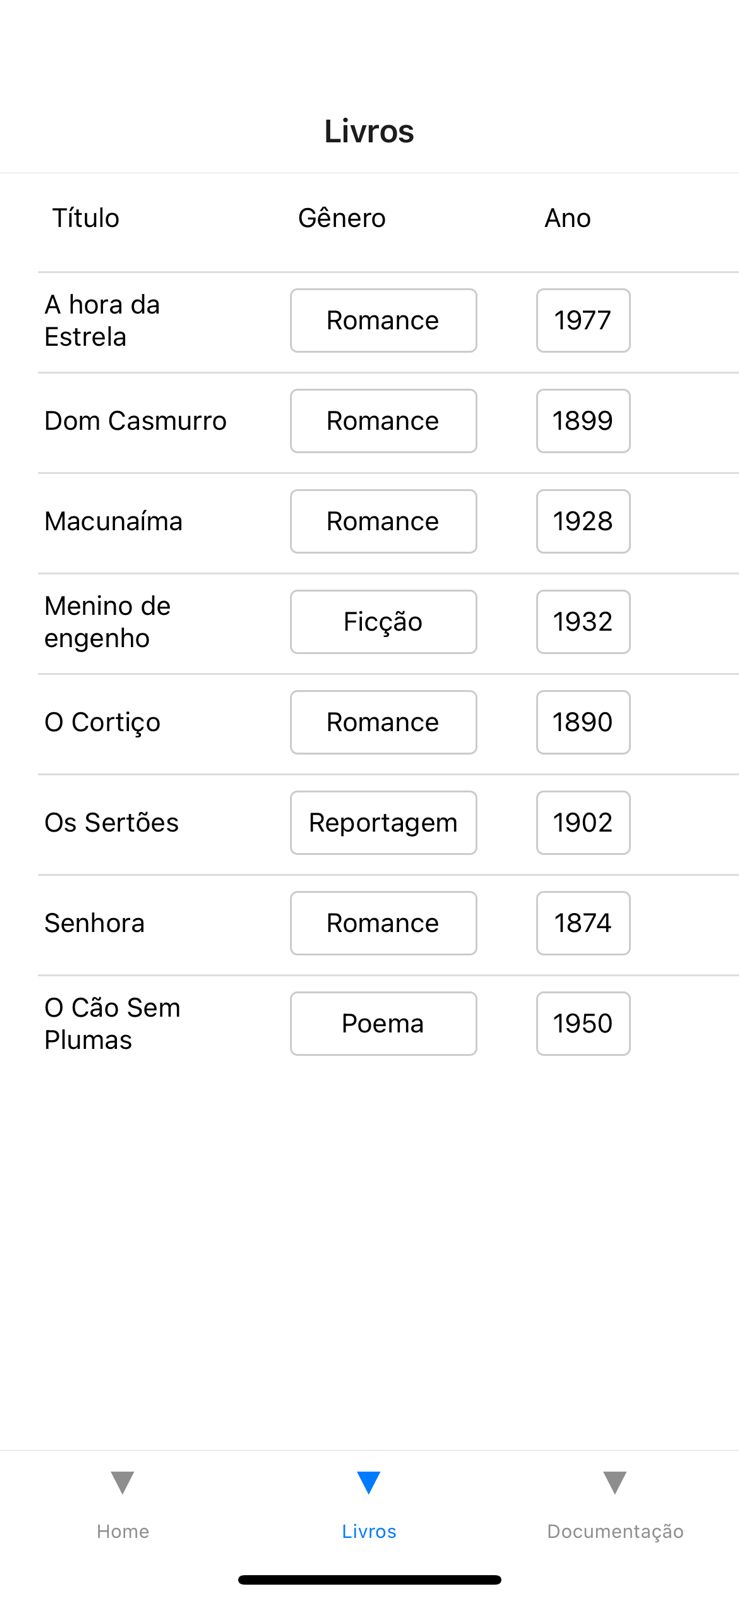 Livros
Título Gênero Ano
A hora da
Estrela
Romance 1977
Dom Casmurro Romance 1899
Macunaíma Romance 1928
Menino de
engenho
Ficção 1932
O Cortiço Romance 1890
Os Sertões Reportagem 1902
Senhora Romance 1874
O Cão Sem
Plumas
Poema 1950
Home Livros Documentação